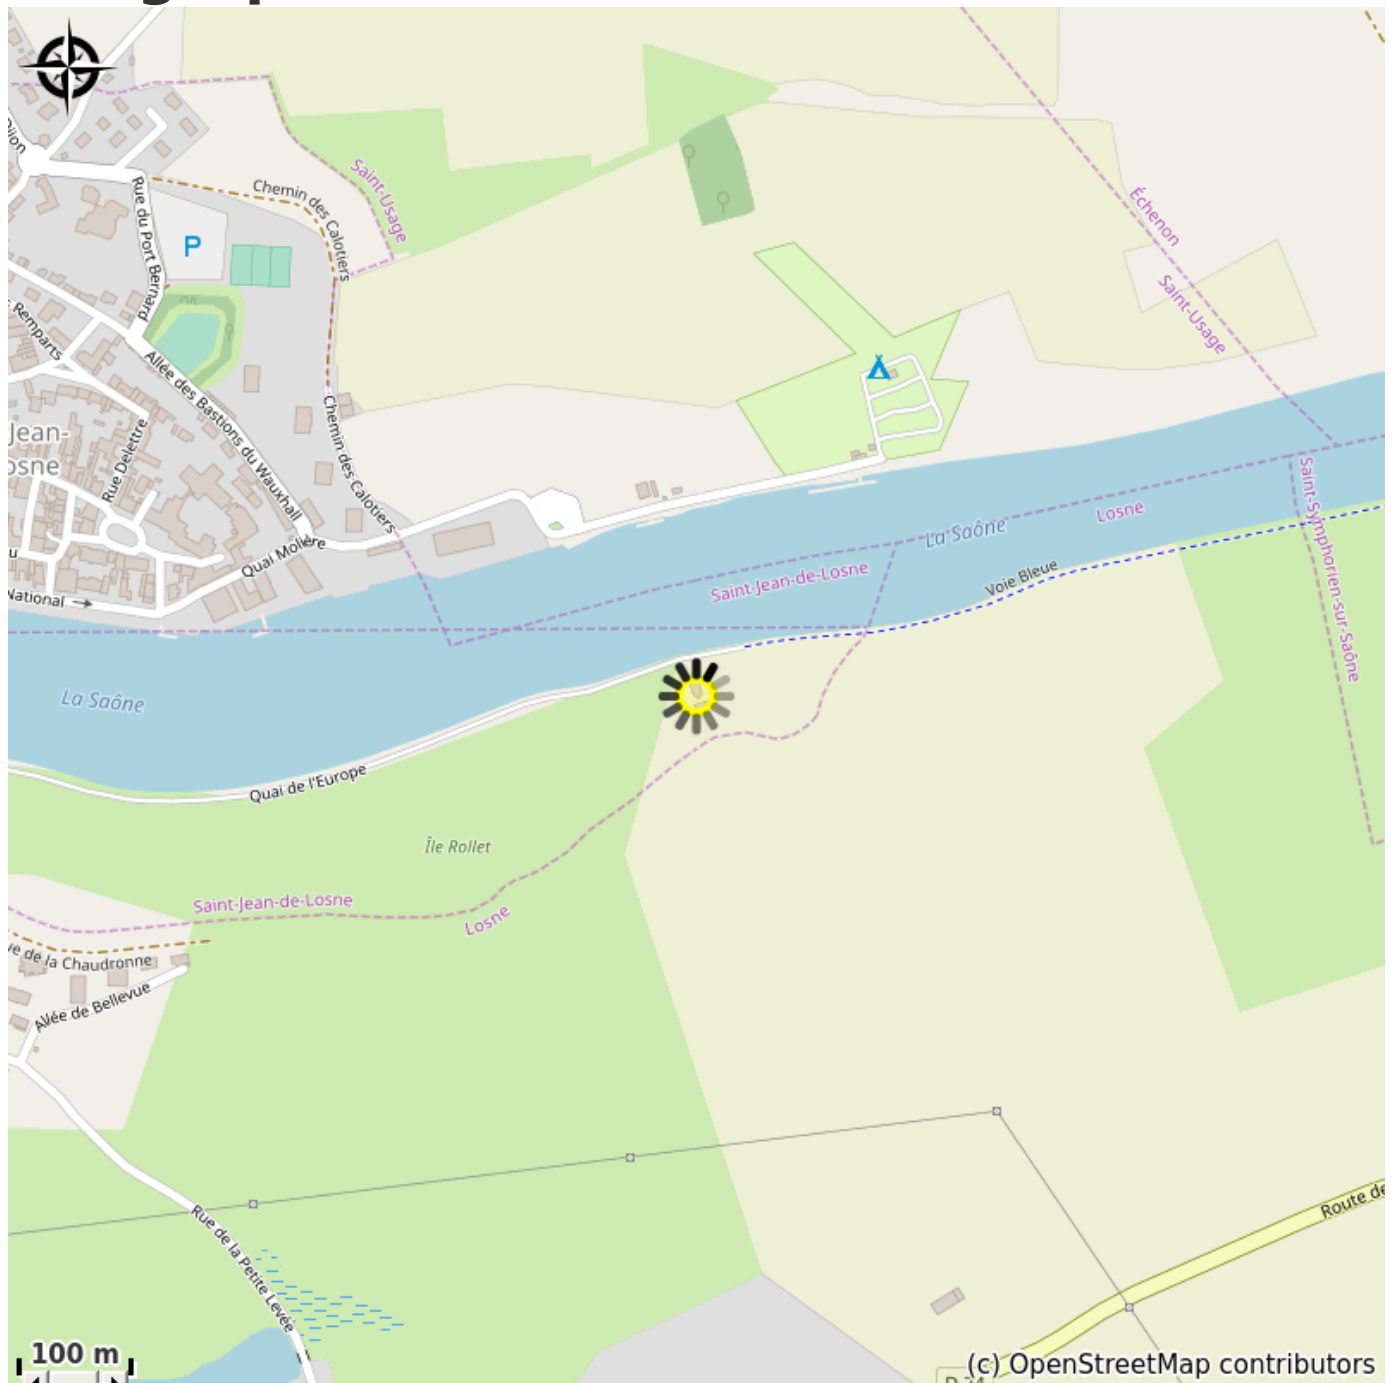 Saint-Usage
Chemin des Calotiers
Rue du Port Bernard
P
Échenon
Saint-Usage
Dijon
Remparts
Allée des Bastions du Wauxhall
Chemin des Calotiers
Jean-
osne
Rue Delettre
Quai Molière
National
La Saône
Losne
Saint-Jean-de-Losne
Saint-Symphorien-sur-Saône
Voie Bleue
La Saône
Quai de l'Europe
Île Rollet
Saint-Jean-de-Losne
Losne
ue de la Chaudronne
Allée de Bellevue
Rue de la Petite Levée
Route de
100 m
(c) OpenStreetMap contributors